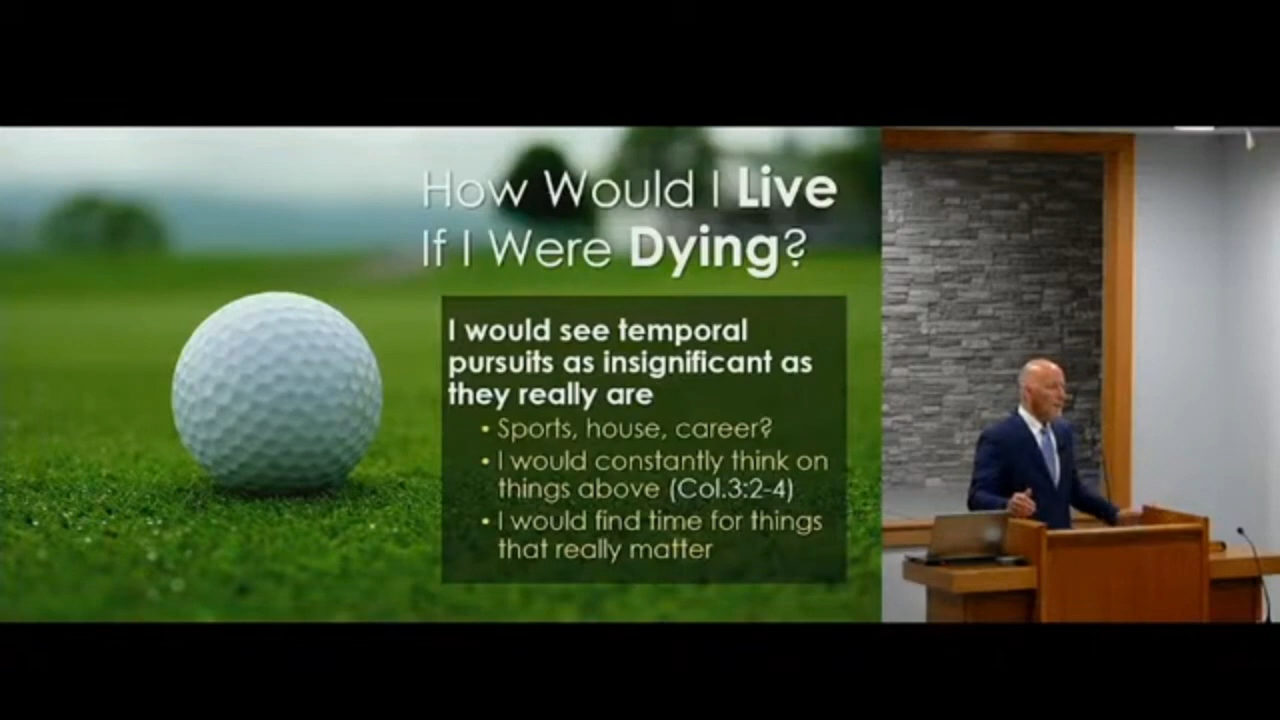 How Would I Live
If I Were Dying?
I would see temporal
pursuits as insignificant as
they really are
• Sports, house, career?
• I would constantly think on
things above (Col.3:2-4)
• I would find time for things
that really matter